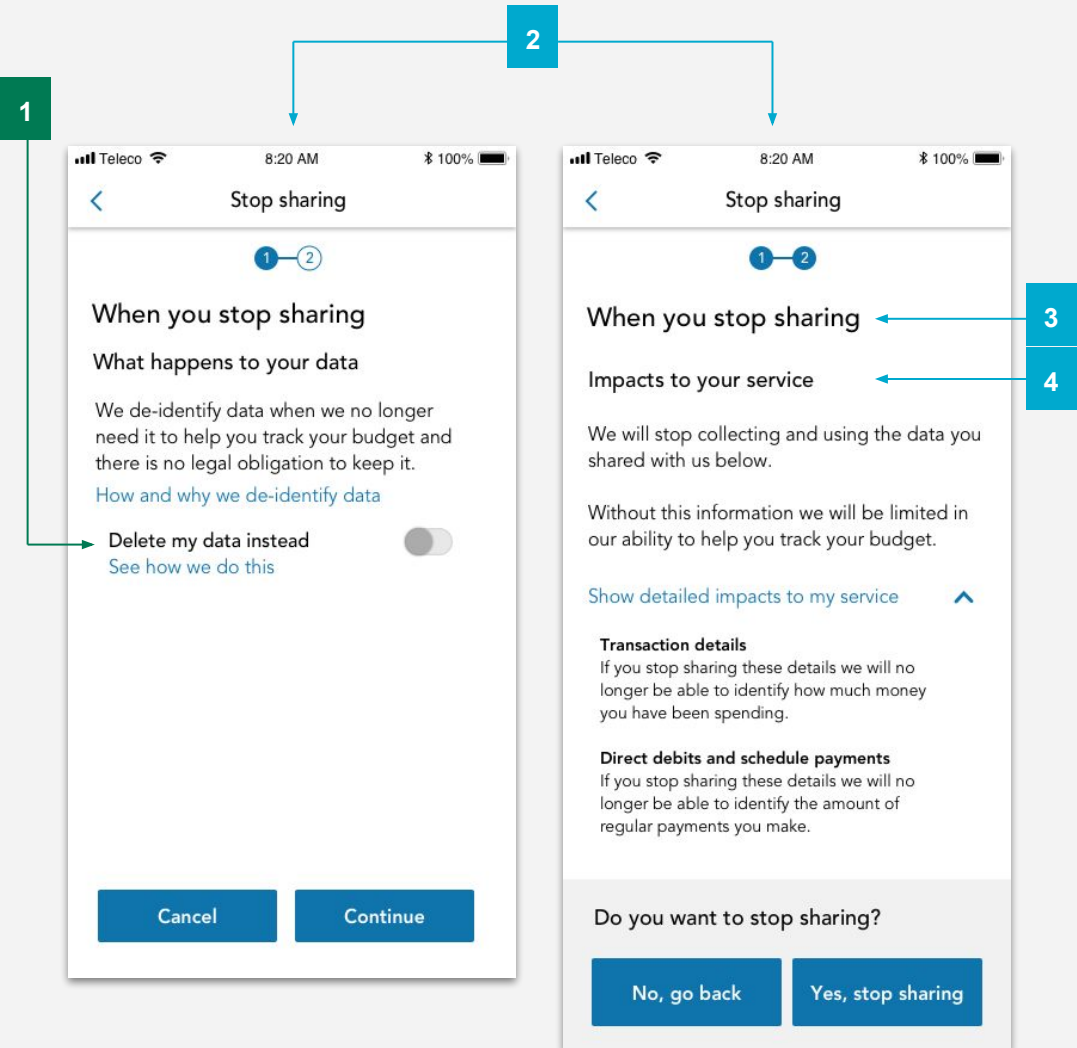 2
1
Teleco 8:20 AM 100%
Stop sharing
1 2
When you stop sharing
What happens to your data
We de-identify data when we no longer
need it to help you track your budget and
there is no legal obligation to keep it.
How and why we de-identify data
Delete my data instead
See how we do this
Cancel Continue
Teleco 8:20 AM 100%
Stop sharing
1 2
When you stop sharing
3
Impacts to your service
4
We will stop collecting and using the data you
shared with us below.
Without this information we will be limited in
our ability to help you track your budget.
Show detailed impacts to my service
Transaction details
If you stop sharing these details we will no
longer be able to identify how much money
you have been spending.
Direct debits and schedule payments
If you stop sharing these details we will no
longer be able to identify the amount of
regular payments you make.
Do you want to stop sharing?
No, go back Yes, stop sharing